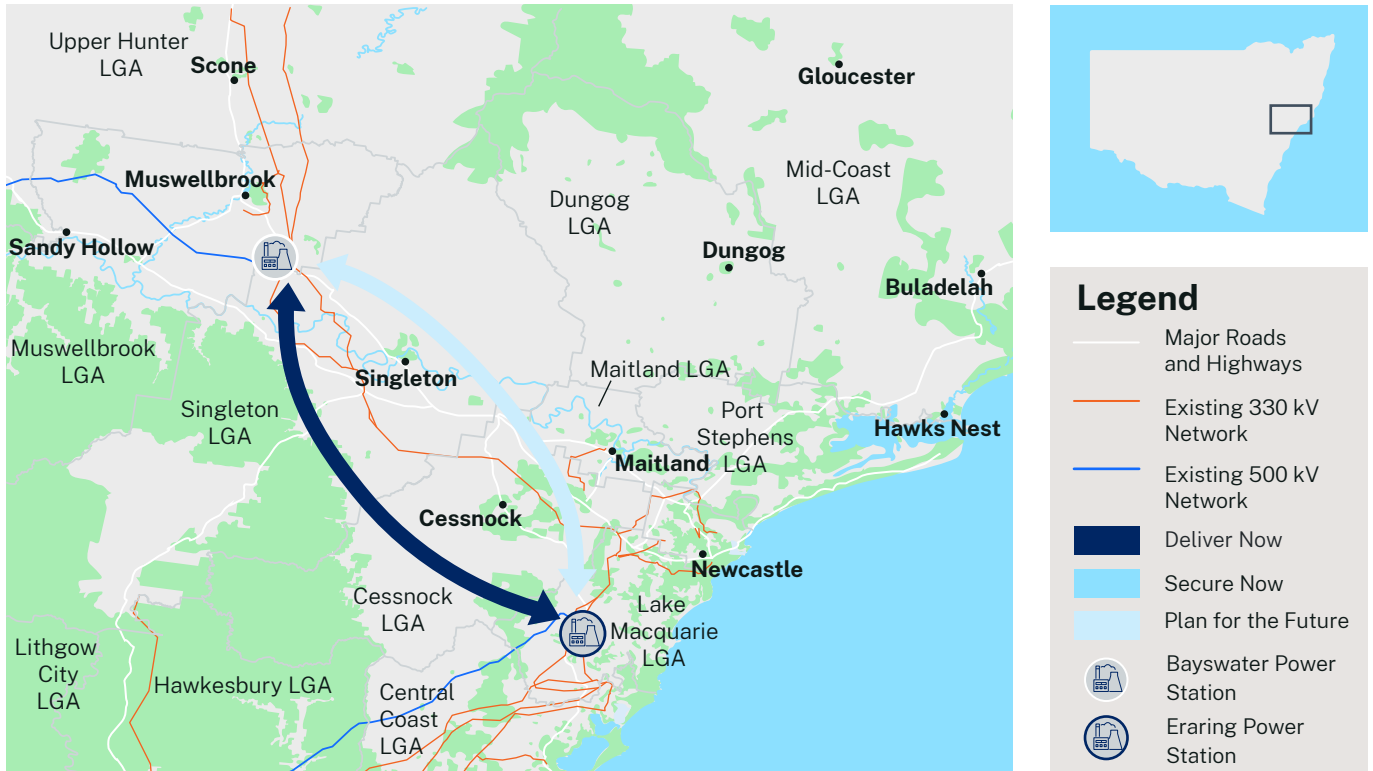 Upper Hunter
LGA
Scone
Gloucester
Muswellbrook
Mid-Coast
LGA
Dungog
LGA
Sandy Hollow
Dungog
Buladelah
Muswellbrook
LGA
Singleton
Maitland LGA
Singleton
LGA
Port
Stephens
LGA
Hawks Nest
Maitland
Cessnock
Newcastle
Cessnock
LGA
Lake
Macquarie
LGA
Lithgow
City
LGA
Hawkesbury LGA
Central
Coast
LGA
Legend
Major Roads
and Highways
Existing 330 kV
Network
Existing 500 kV
Network
Deliver Now
Secure Now
Plan for the Future
Bayswater Power
Station
Eraring Power
Station